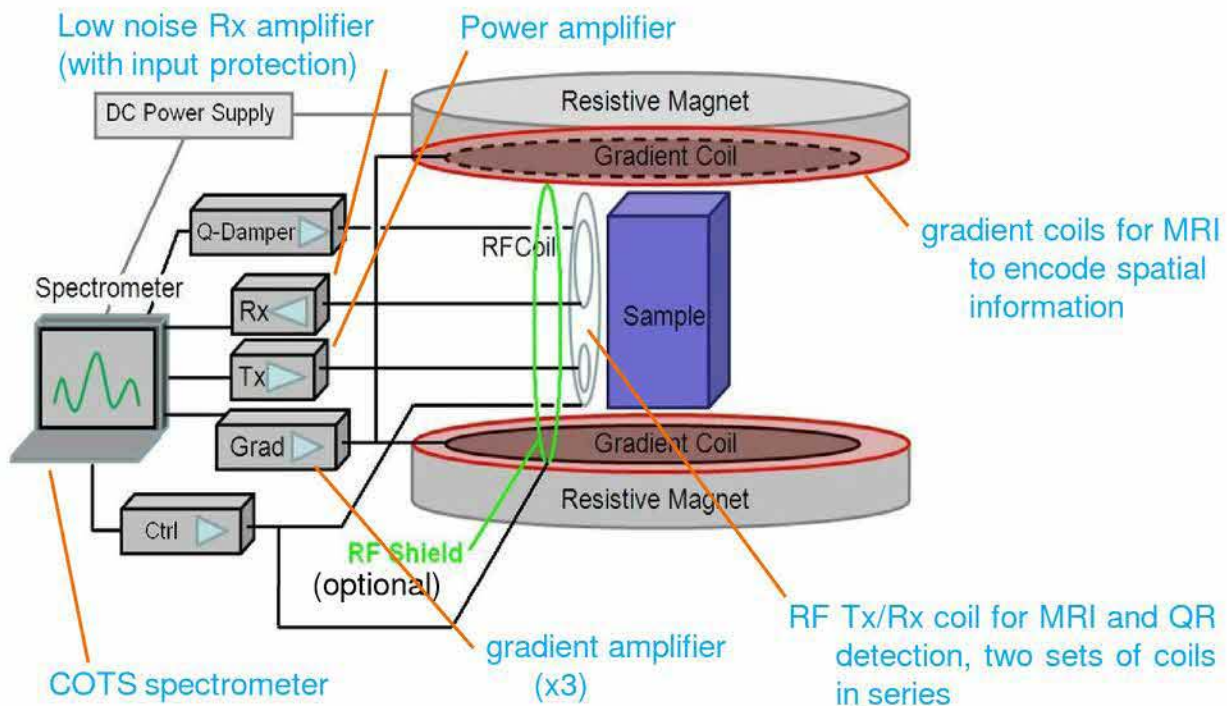 Low noise Rx amplifier
(with input protection)
Power amplifier
DC Power Supply
Resistive Magnet
Gradient Coil
Q-Damper
RFCoil
gradient coils for MRI
to encode spatial
information
Spectrometer
Rx
Sample
Tx
Grad
Gradient Coil
Resistive Magnet
Ctrl
RF Shield
(optional)
RF Tx/Rx coil for MRI and QR
detection, two sets of coils
in series
gradient amplifier
(x3)
COTS spectrometer